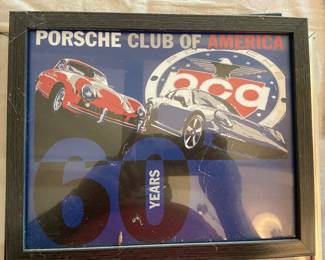 PORSCHE CLUB OF AMERICA
pca
60
YEARS